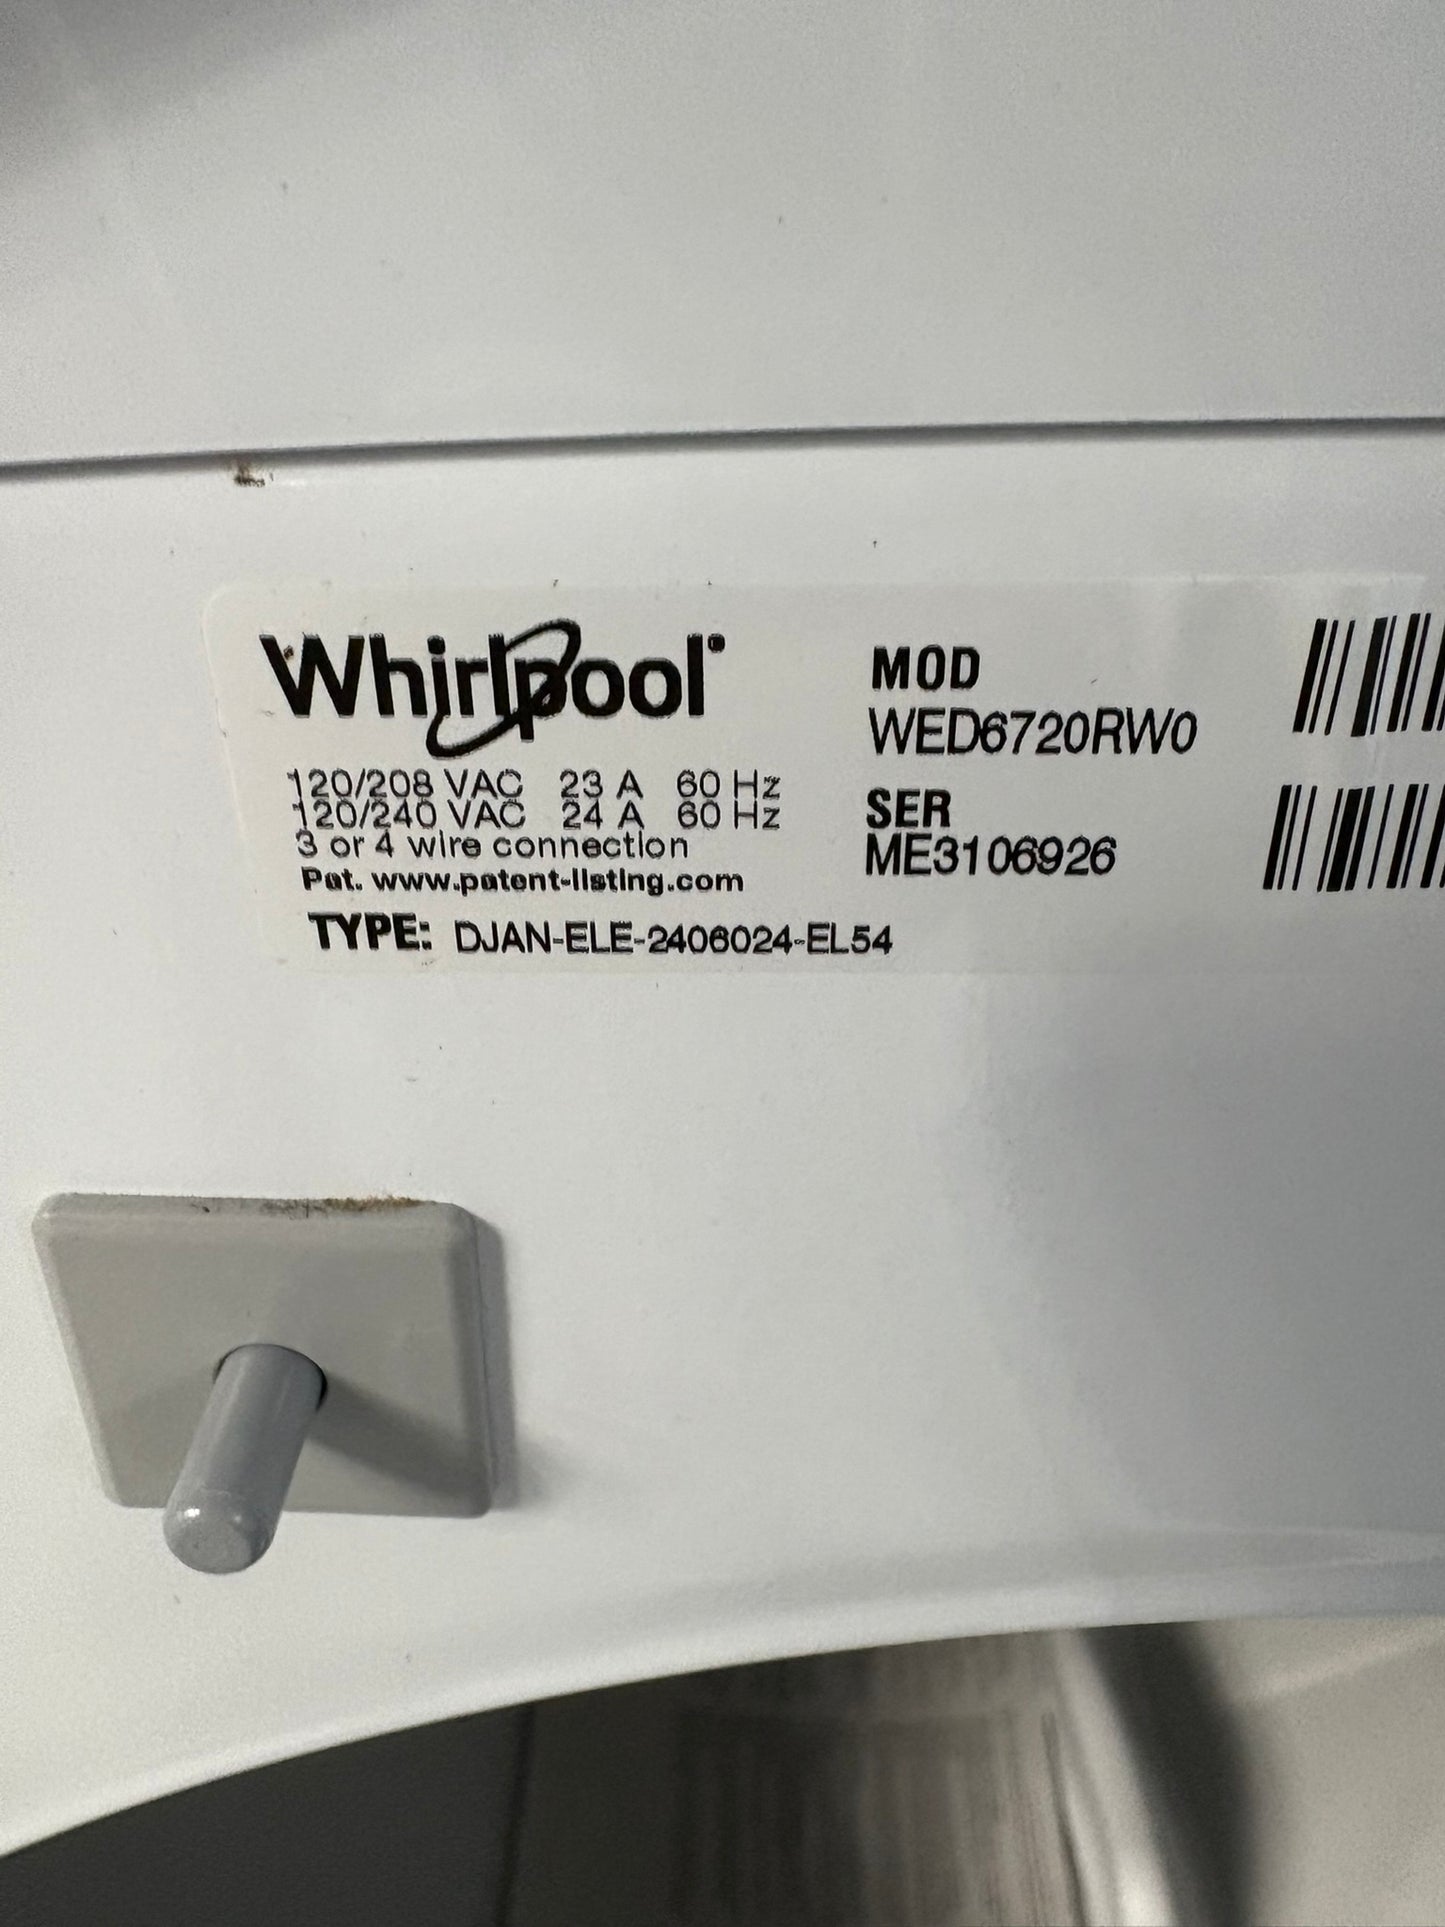 Whirlpool
120/208 VAC 23 A 60 Hz
120/240 VAC 24 A 60 Hz
3 or 4 wire connection
Pat. www.patent-listing.com
TYPE: DJAN-ELE-2406024-EL54
MOD
WED6720RW0
SER
ME3106926